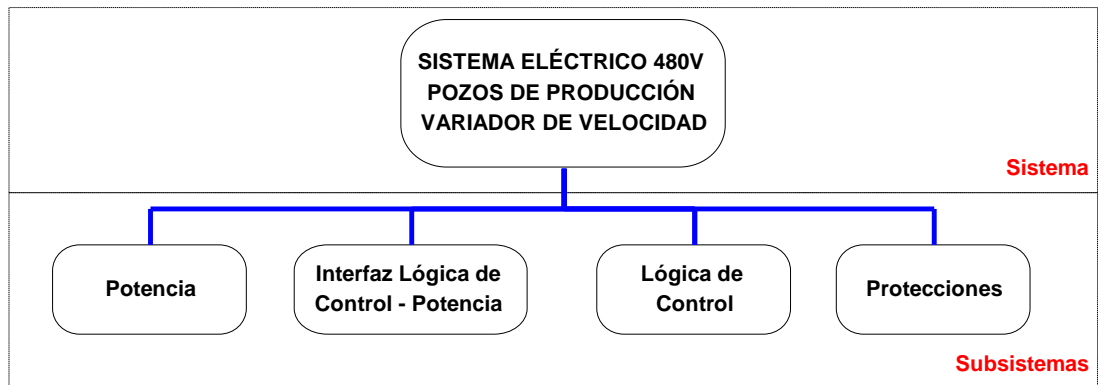 SISTEMA ELÉCTRICO 480V
POZOS DE PRODUCCIÓN
VARIADOR DE VELOCIDAD
Sistema
Potencia
Interfaz Lógica de
Control - Potencia
Lógica de
Control
Protecciones
Subsistemas